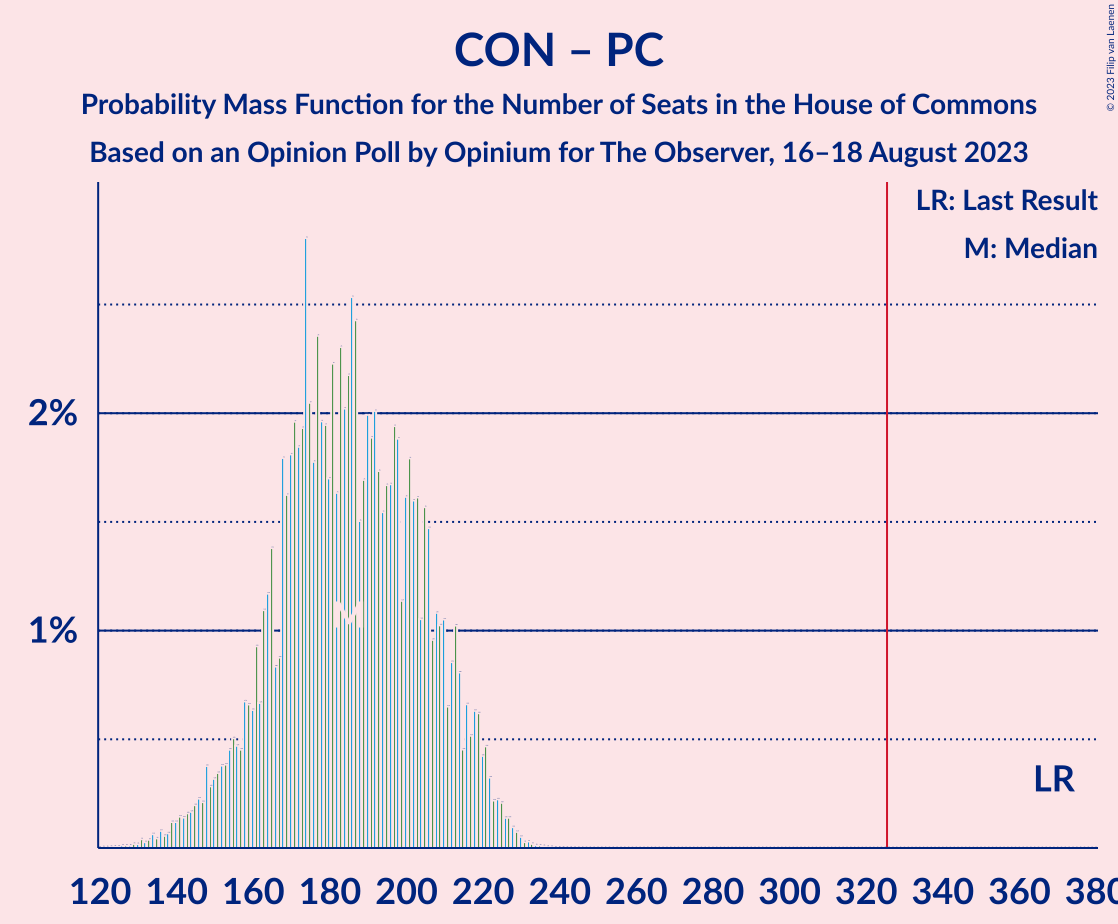 CON – PC
Probability Mass Function for the Number of Seats in the House of Commons
Based on an Opinion Poll by Opinium for The Observer, 16–18 August 2023
© 2023 Filip van Laenen
LR: Last Result
M: Median
2%
1%
M
LR
120 140 160 180 200 220 240 260 280 300 320 340 360 380